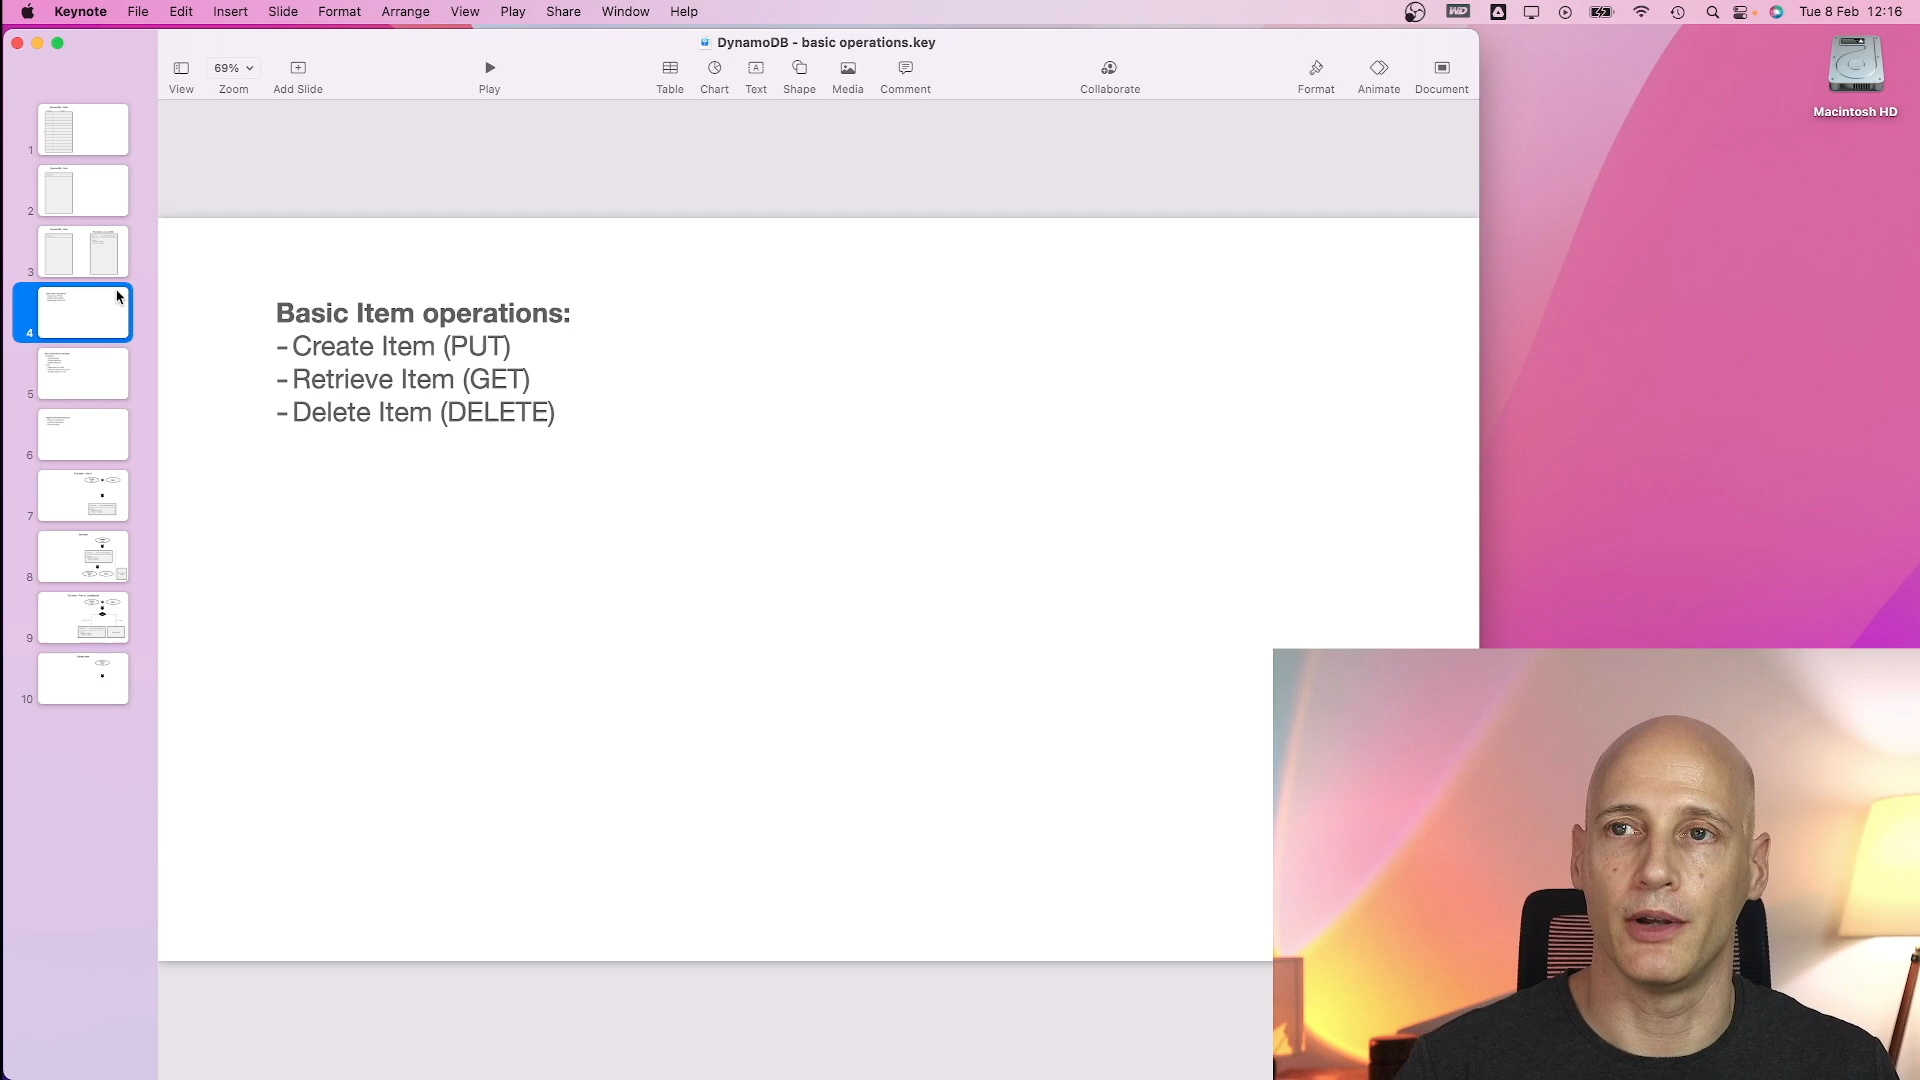 Keynote File Edit Insert Slide Format Arrange View Play Share Window Help
Tue 8 Feb 12:16
DynamoDB - basic operations.key
69%
View Zoom Add Slide Play Table Chart Text Shape Media Comment Collaborate Format Animate Document
Macintosh HD
1
2
3
4
5
6
7
8
9
10
Basic Item operations:
- Create Item (PUT)
- Retrieve Item (GET)
- Delete Item (DELETE)